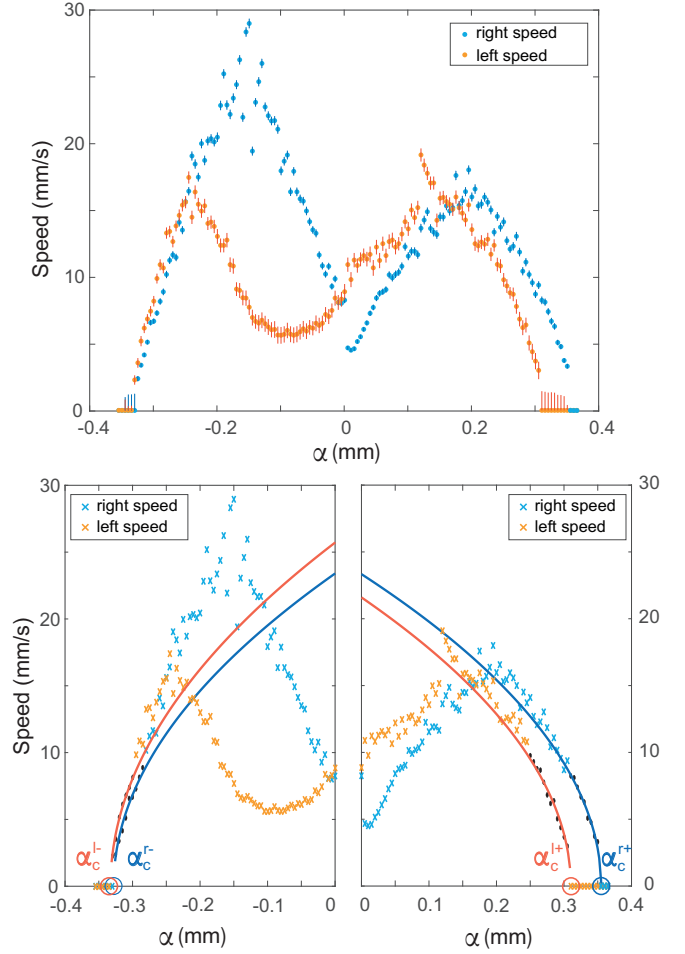 30
right speed
left speed
20
Speed (mm/s)
10
0
-0.4 -0.2 0 0.2 0.4
α (mm)
30 right speed left speed
right speed left speed 30
20 20
Speed (mm/s)
10 10
α_c^{l-} α_c^{r-} α_c^{l+} α_c^{r+}
0 0
-0.4 -0.3 -0.2 -0.1 0 0 0.1 0.2 0.3 0.4
α (mm) α (mm)